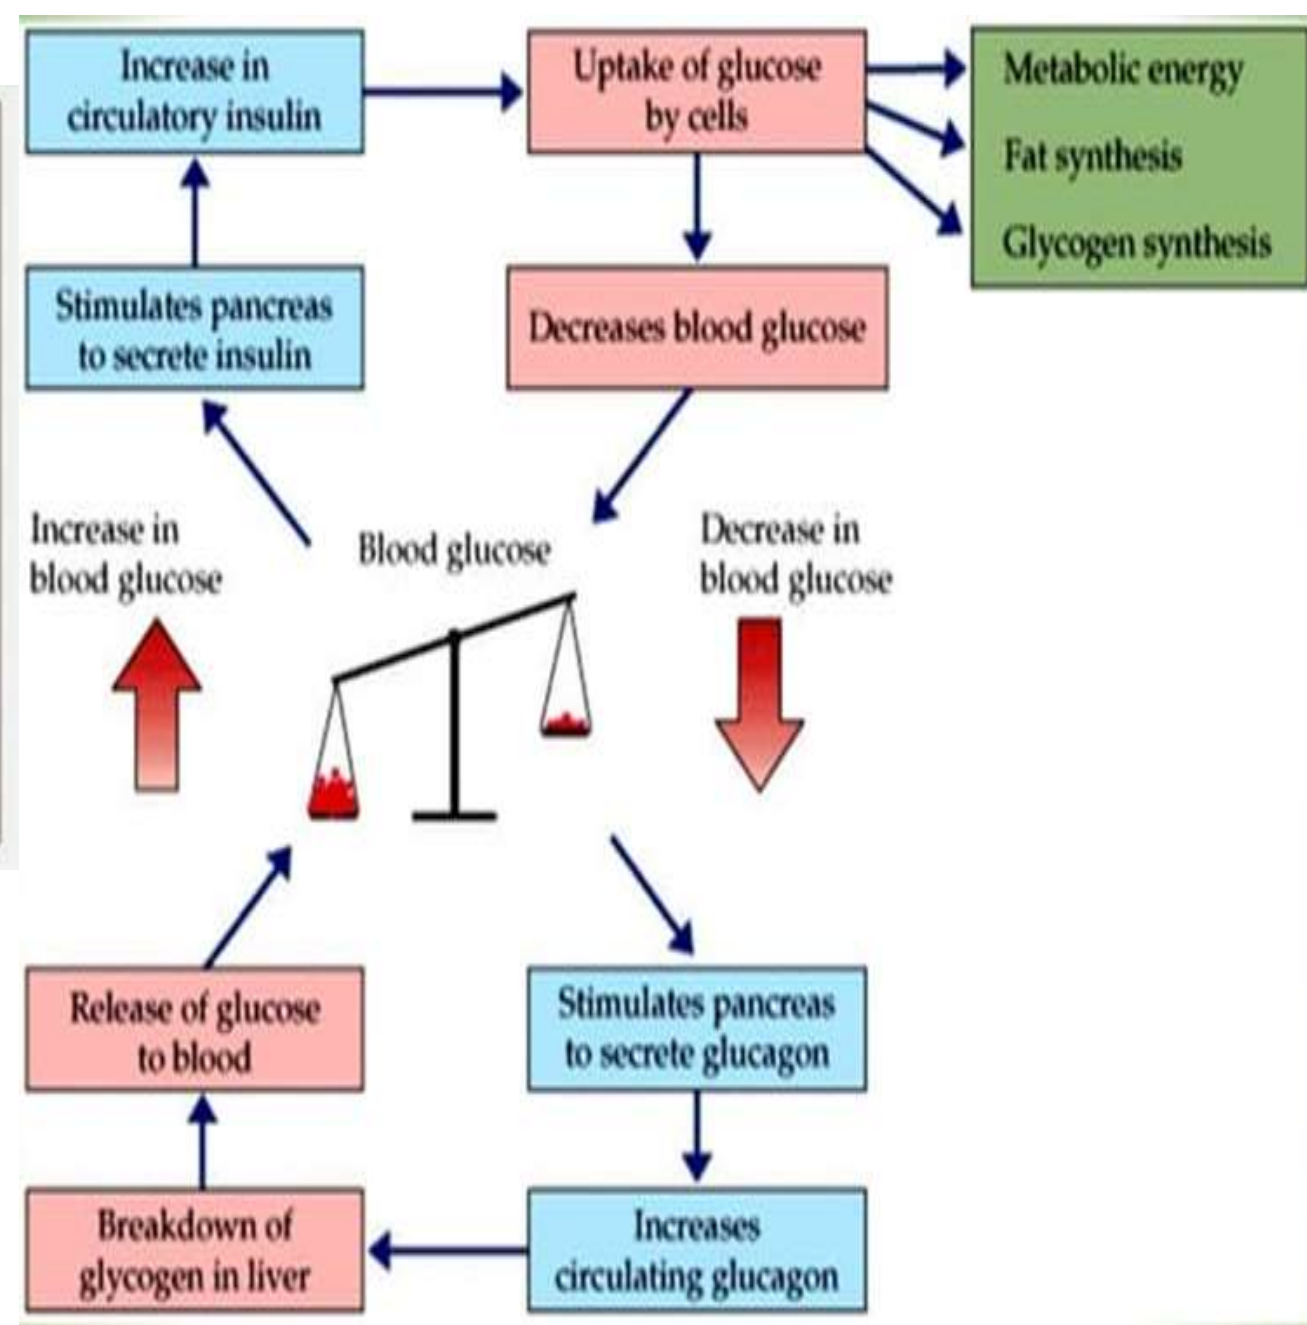 Increase in
circulatory insulin
Uptake of glucose
by cells
Metabolic energy
Fat synthesis
Glycogen synthesis
Stimulates pancreas
to secrete insulin
Decreases blood glucose
Increase in
blood glucose
Blood glucose
Decrease in
blood glucose
Release of glucose
to blood
Stimulates pancreas
to secrete glucagon
Breakdown of
glycogen in liver
Increases
circulating glucagon